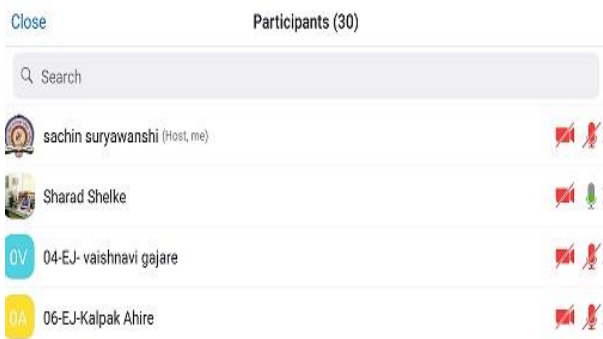 Close Participants (30)
Search
sachin suryawanshi (Host, me)
Sharad Shelke
0V 04-EJ- vaishnavi gajare
0A 06-EJ-Kalpak Ahire